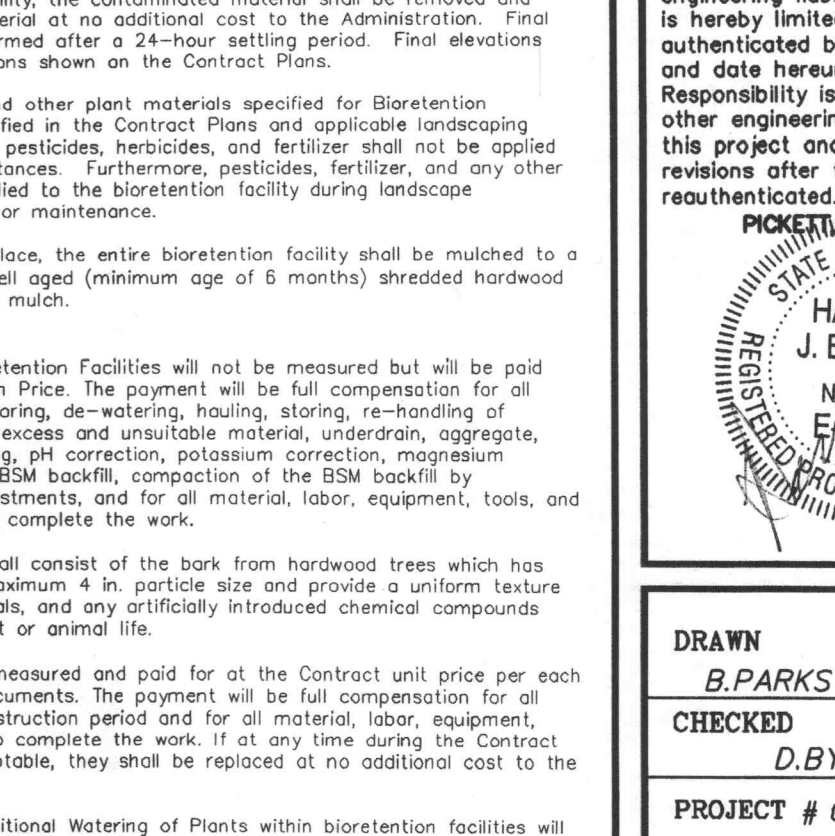 the contaminated material shall be removed and
erial at no additional cost to the Administration. Final
rmed after a 24-hour settling period. Final elevations
ons shown on the Contract Plans.
nd other plant materials specified for Bioretention
fied in the Contract Plans and applicable landscaping
pesticides, herbicides, and fertilizer shall not be applied
tances. Furthermore, pesticides, fertilizer, and any other
lied to the bioretention facility during landscape
or maintenance.
lace, the entire bioretention facility shall be mulched to a
ell aged (minimum age of 6 months) shredded hardwood
mulch.
etention Facilities will not be measured but will be paid
Price. The payment will be full compensation for all
oring, de-watering, hauling, storing, re-handling of
excess and unsuitable material, underdrain, aggregate,
g, pH correction, potassium correction, magnesium
BSM backfill, compaction of the BSM backfill by
stments, and for all material, labor, equipment, tools, and
complete the work.
all consist of the bark from hardwood trees which has
aximum 4 in. particle size and provide a uniform texture
als, and any artificially introduced chemical compounds
t or animal life.
measured and paid for at the Contract unit price per each
cuments. The payment will be full compensation for all
struction period and for all material, labor, equipment,
o complete the work. If at any time during the Contract
ptable, they shall be replaced at no additional cost to the
itional Watering of Plants within bioretention facilities will
is hereby limited
authenticated b
and date hereu
Responsibility is
other engineerin
this project and
revisions after
reauthenticated.
PICKETT
STATE
REGISTERED PRO
HA
J. B
N
DRAWN
B.PARKS
CHECKED
D.BY
PROJECT #